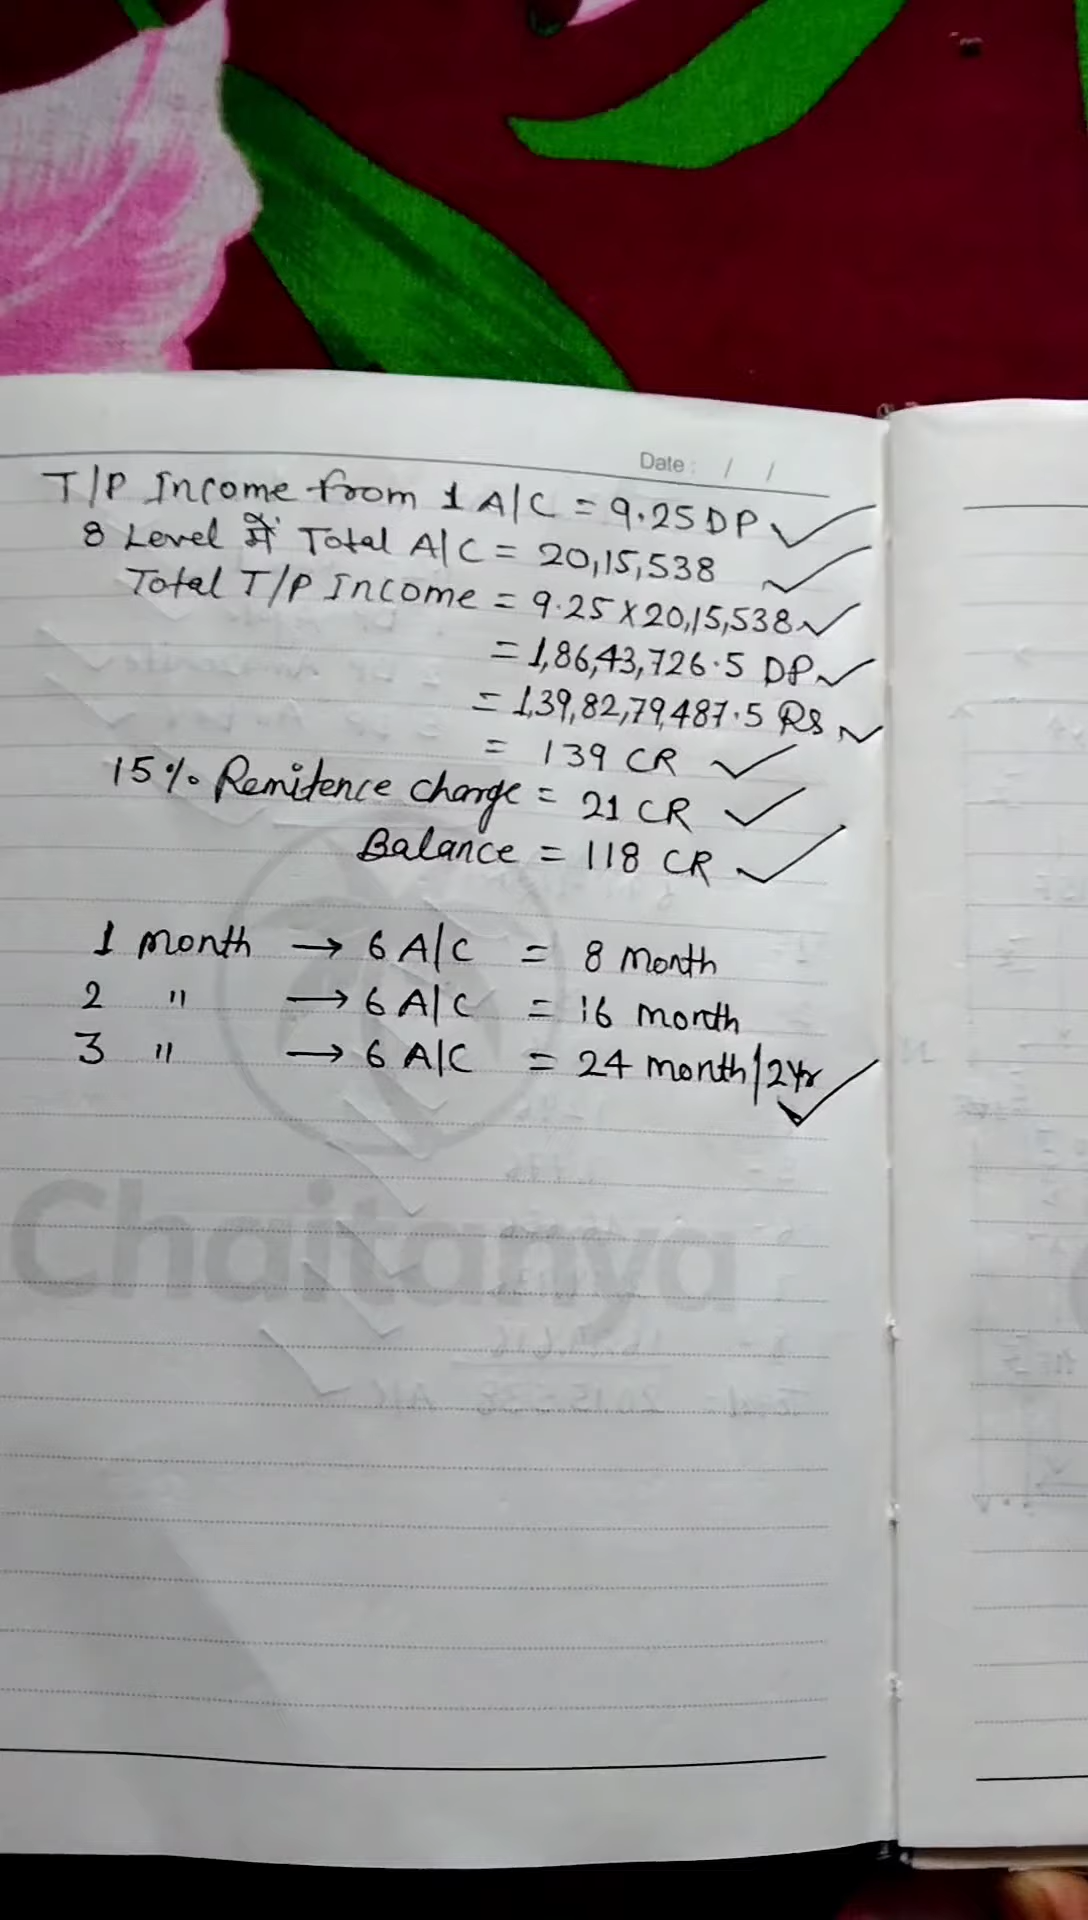 Date : / /
T/P Income from 1 A/C = 9.25 DP
8 Level में Total A/C = 20,15,538
Total T/P Income = 9.25 X 20,15,538
= 1,86,43,726.5 DP
= 1,39,82,79,487.5 RS
= 139 CR
15% Remitence charge = 21 CR
Balance = 118 CR
1 month → 6 A/C = 8 month
2 " → 6 A/C = 16 month
3 " → 6 A/C = 24 month/2yr
Chaitanya